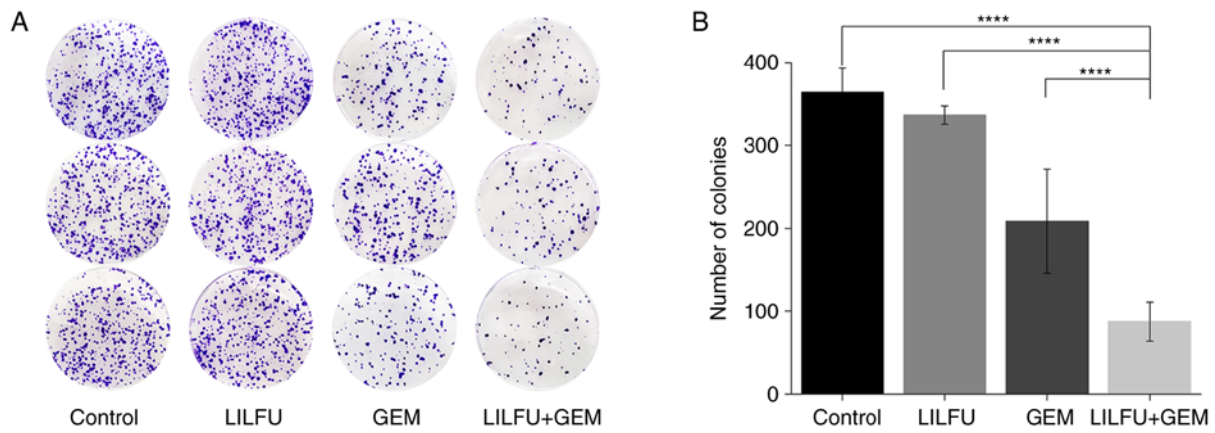 A
Control LILFU GEM LILFU+GEM
B
****
****
****
Number of colonies
400
300
200
100
0
Control LILFU GEM LILFU+GEM